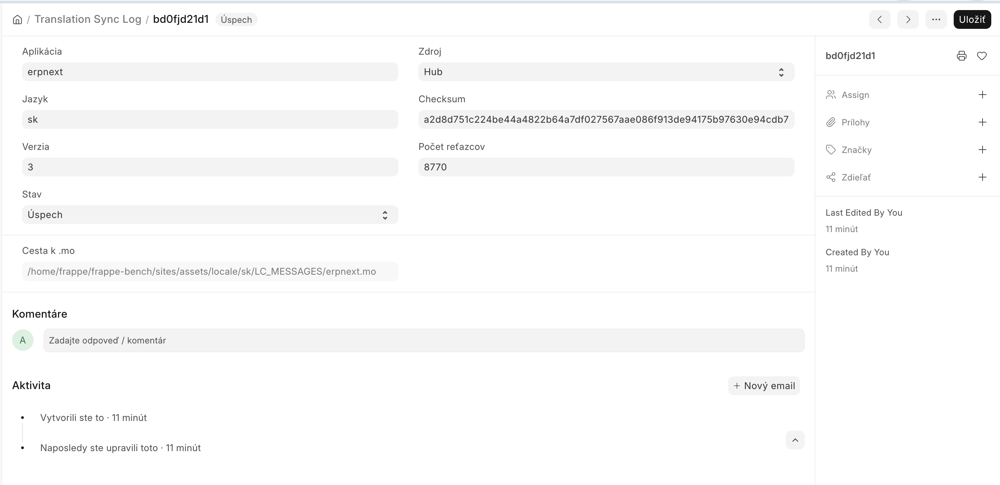 / Translation Sync Log / bd0fjd21d1 Úspech
Uložiť
Aplikácia
erpnext
Zdroj
Hub
Jazyk
sk
Checksum
a2d8d751c224be44a4822b64a7df027567aae086f913de94175b97630e94cdb7
Verzia
3
Počet reťazcov
8770
Stav
Úspech
Cesta k .mo
/home/frappe/frappe-bench/sites/assets/locale/sk/LC_MESSAGES/erpnext.mo
Komentáre
A
Zadajte odpoveď / komentár
Aktivita
+ Nový email
• Vytvorili ste to · 11 minút
• Naposledy ste upravili toto · 11 minút
bd0fjd21d1
Assign +
Prílohy +
Značky +
Zdieľať +
Last Edited By You
11 minút
Created By You
11 minút